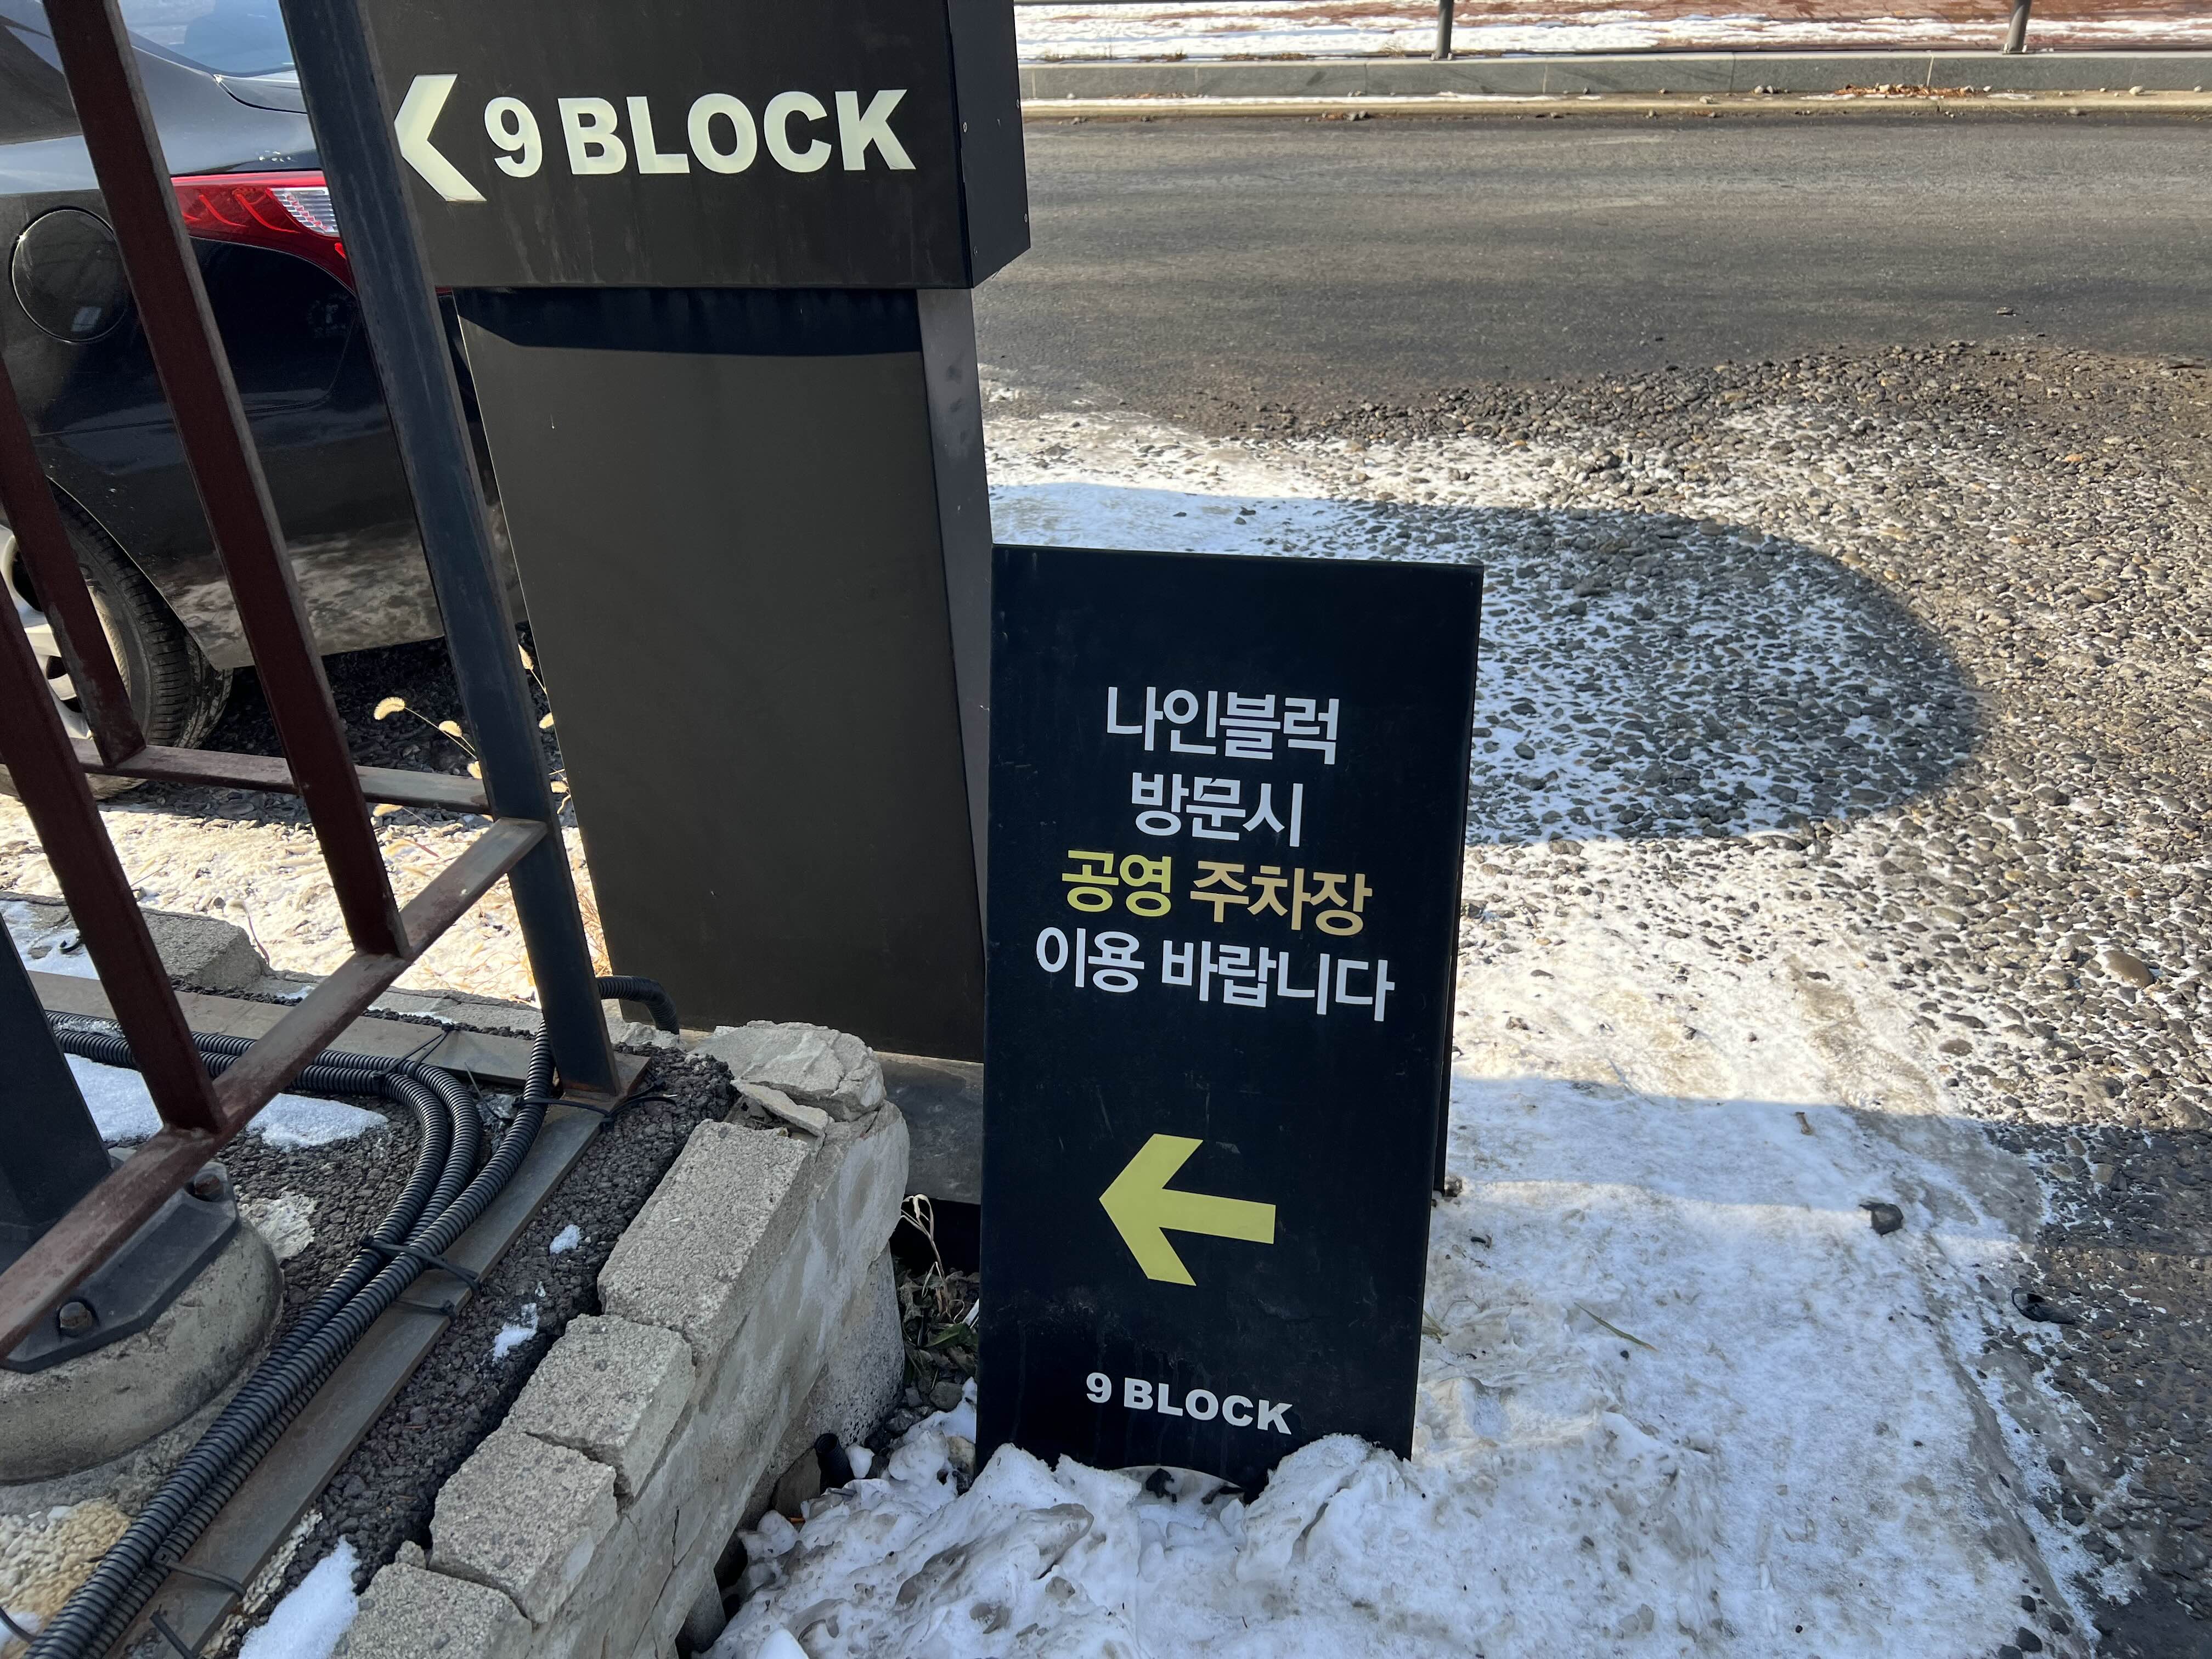 9 BLOCK
나인블럭
방문시
공영 주차장
이용 바랍니다
9 BLOCK